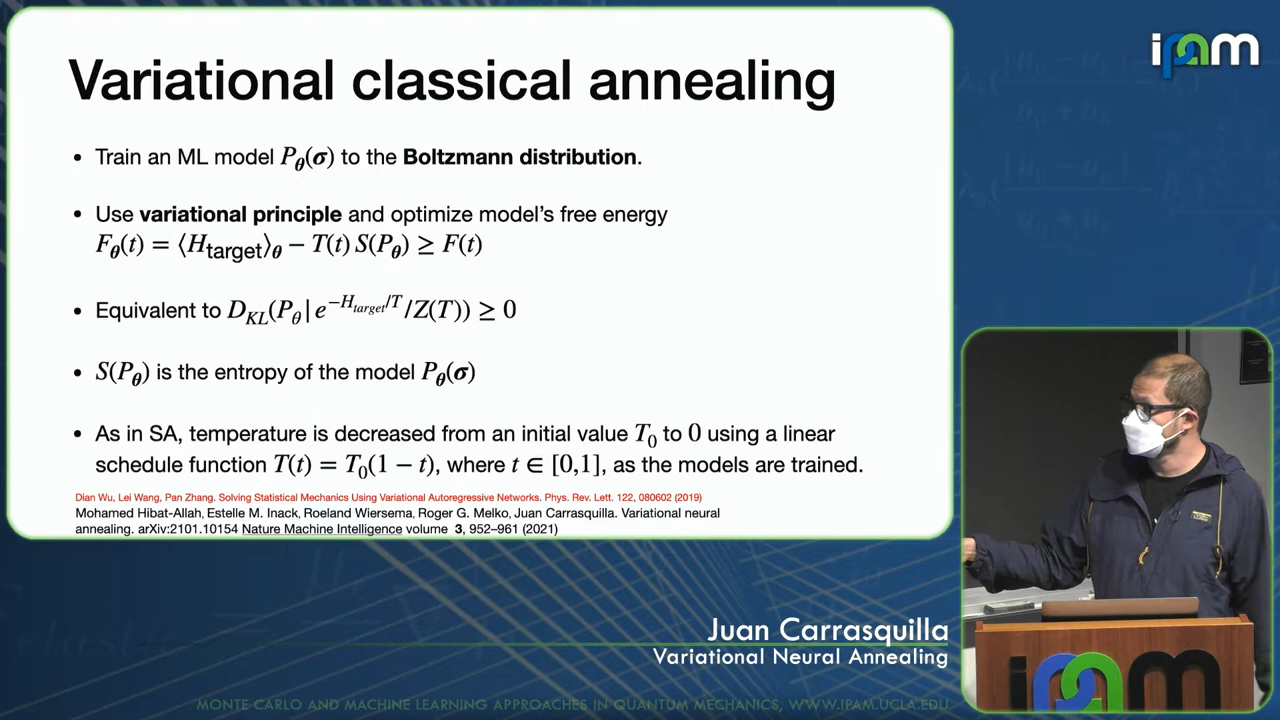 Variational classical annealing
ipam
• Train an ML model P_θ(σ) to the Boltzmann distribution.
• Use variational principle and optimize model's free energy
F_θ(t) = ⟨H_target⟩_θ − T(t) S(P_θ) ≥ F(t)
• Equivalent to D_KL(P_θ | e^{−H_target/T}/Z(T)) ≥ 0
• S(P_θ) is the entropy of the model P_θ(σ)
• As in SA, temperature is decreased from an initial value T_0 to 0 using a linear
schedule function T(t) = T_0(1 − t), where t ∈ [0,1], as the models are trained.
Dian Wu, Lei Wang, Pan Zhang. Solving Statistical Mechanics Using Variational Autoregressive Networks. Phys. Rev. Lett. 122, 080602 (2019)
Mohamed Hibat-Allah, Estelle M. Inack, Roeland Wiersema, Roger G. Melko, Juan Carrasquilla. Variational neural
annealing. arXiv:2101.10154 Nature Machine Intelligence volume 3, 952–961 (2021)
Juan Carrasquilla
Variational Neural Annealing
ipam
MONTE CARLO AND MACHINE LEARNING APPROACHES IN QUANTUM MECHANICS, WWW.IPAM.UCLA.EDU